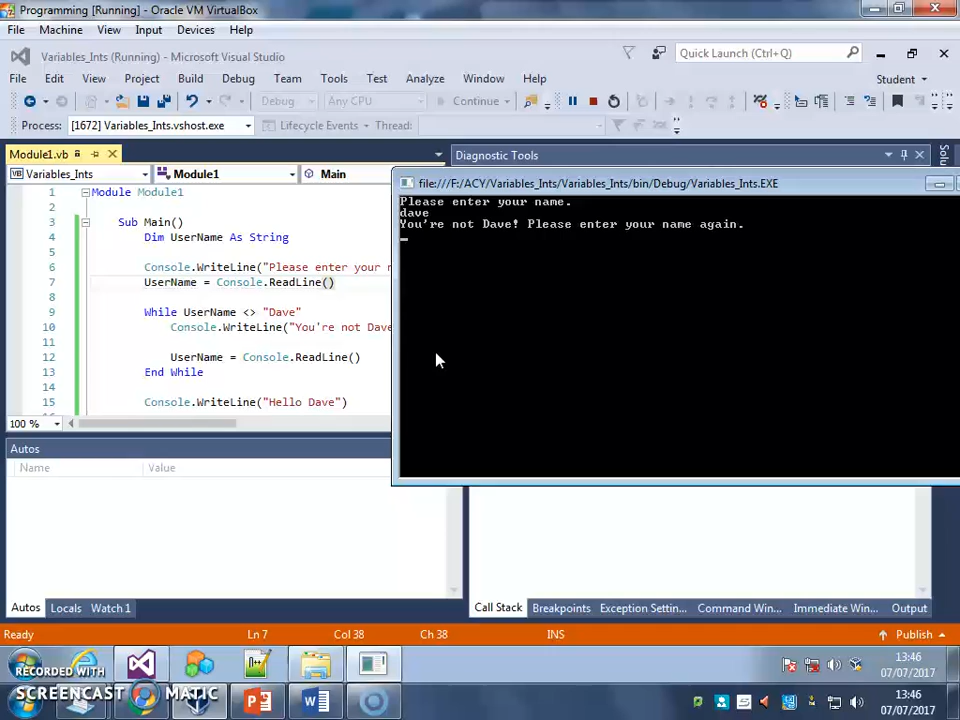 Programming [Running] - Oracle VM VirtualBox
File Machine View Input Devices Help
Variables_Ints (Running) - Microsoft Visual Studio
Quick Launch (Ctrl+Q)
File Edit View Project Build Debug Team Tools Test Analyze Window Help
Student
Debug Any CPU Continue
Process: [1672] Variables_Ints.vshost.exe Lifecycle Events Thread:
Module1.vb
Diagnostic Tools
Variables_Ints Module1 Main
file:///F:/ACY/Variables_Ints/Variables_Ints/bin/Debug/Variables_Ints.EXE
Please enter your name.
dave
You're not Dave! Please enter your name again.
1 Module Module1
2
3 Sub Main()
4 Dim UserName As String
5
6 Console.WriteLine("Please enter your n
7 UserName = Console.ReadLine()
8
9 While UserName <> "Dave"
10 Console.WriteLine("You're not Dave
11
12 UserName = Console.ReadLine()
13 End While
14
15 Console.WriteLine("Hello Dave")
100 %
Autos
Name Value
Autos Locals Watch 1
Call Stack Breakpoints Exception Settin... Command Win... Immediate Win... Output
Ready Ln 7 Col 38 Ch 38 INS Publish
13:46
07/07/2017
RECORDED WITH
SCREENCAST MATIC
13:46
07/07/2017